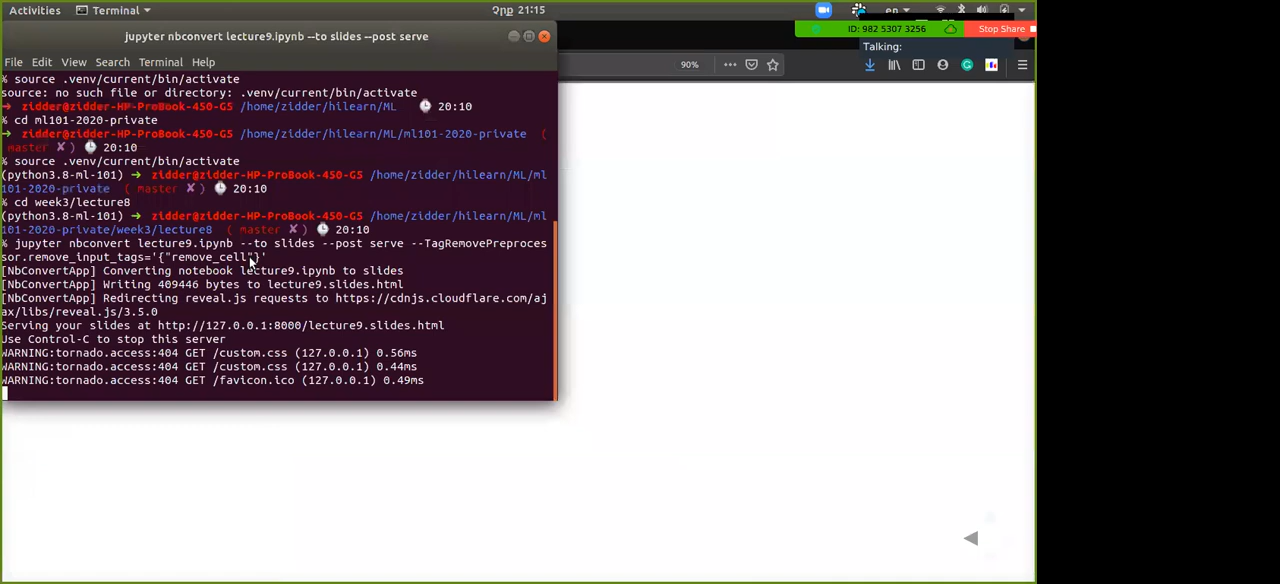 Activities Terminal Չրք 21:15 en
jupyter nbconvert lecture9.ipynb --to slides --post serve
ID: 982 5307 3256 Stop Share
Talking:
File Edit View Search Terminal Help
90%
% source .venv/current/bin/activate
source: no such file or directory: .venv/current/bin/activate
→ zidder@zidder-HP-ProBook-450-G5 /home/zidder/hilearn/ML 20:10
% cd ml101-2020-private
→ zidder@zidder-HP-ProBook-450-G5 /home/zidder/hilearn/ML/ml101-2020-private (
master ✘) 20:10
% source .venv/current/bin/activate
(python3.8-ml-101) → zidder@zidder-HP-ProBook-450-G5 /home/zidder/hilearn/ML/ml
101-2020-private ( master ✘) 20:10
% cd week3/lecture8
(python3.8-ml-101) → zidder@zidder-HP-ProBook-450-G5 /home/zidder/hilearn/ML/ml
101-2020-private/week3/lecture8 ( master ✘) 20:10
% jupyter nbconvert lecture9.ipynb --to slides --post serve --TagRemovePreproces
sor.remove_input_tags='{"remove_cell"}'
[NbConvertApp] Converting notebook lecture9.ipynb to slides
[NbConvertApp] Writing 409446 bytes to lecture9.slides.html
[NbConvertApp] Redirecting reveal.js requests to https://cdnjs.cloudflare.com/aj
ax/libs/reveal.js/3.5.0
Serving your slides at http://127.0.0.1:8000/lecture9.slides.html
Use Control-C to stop this server
WARNING:tornado.access:404 GET /custom.css (127.0.0.1) 0.56ms
WARNING:tornado.access:404 GET /custom.css (127.0.0.1) 0.44ms
WARNING:tornado.access:404 GET /favicon.ico (127.0.0.1) 0.49ms